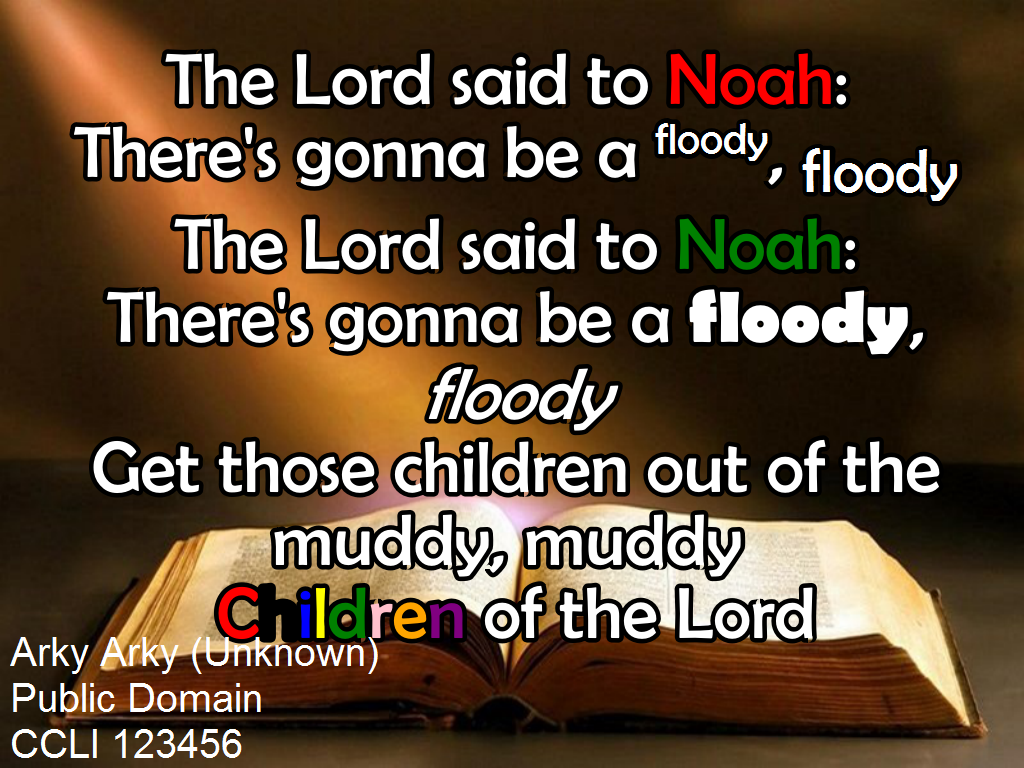 The Lord said to Noah:
There's gonna be a floody, floody
The Lord said to Noah:
There's gonna be a floody,
floody
Get those children out of the
muddy, muddy
Children of the Lord
Arky Arky (Unknown)
Public Domain
CCLI 123456